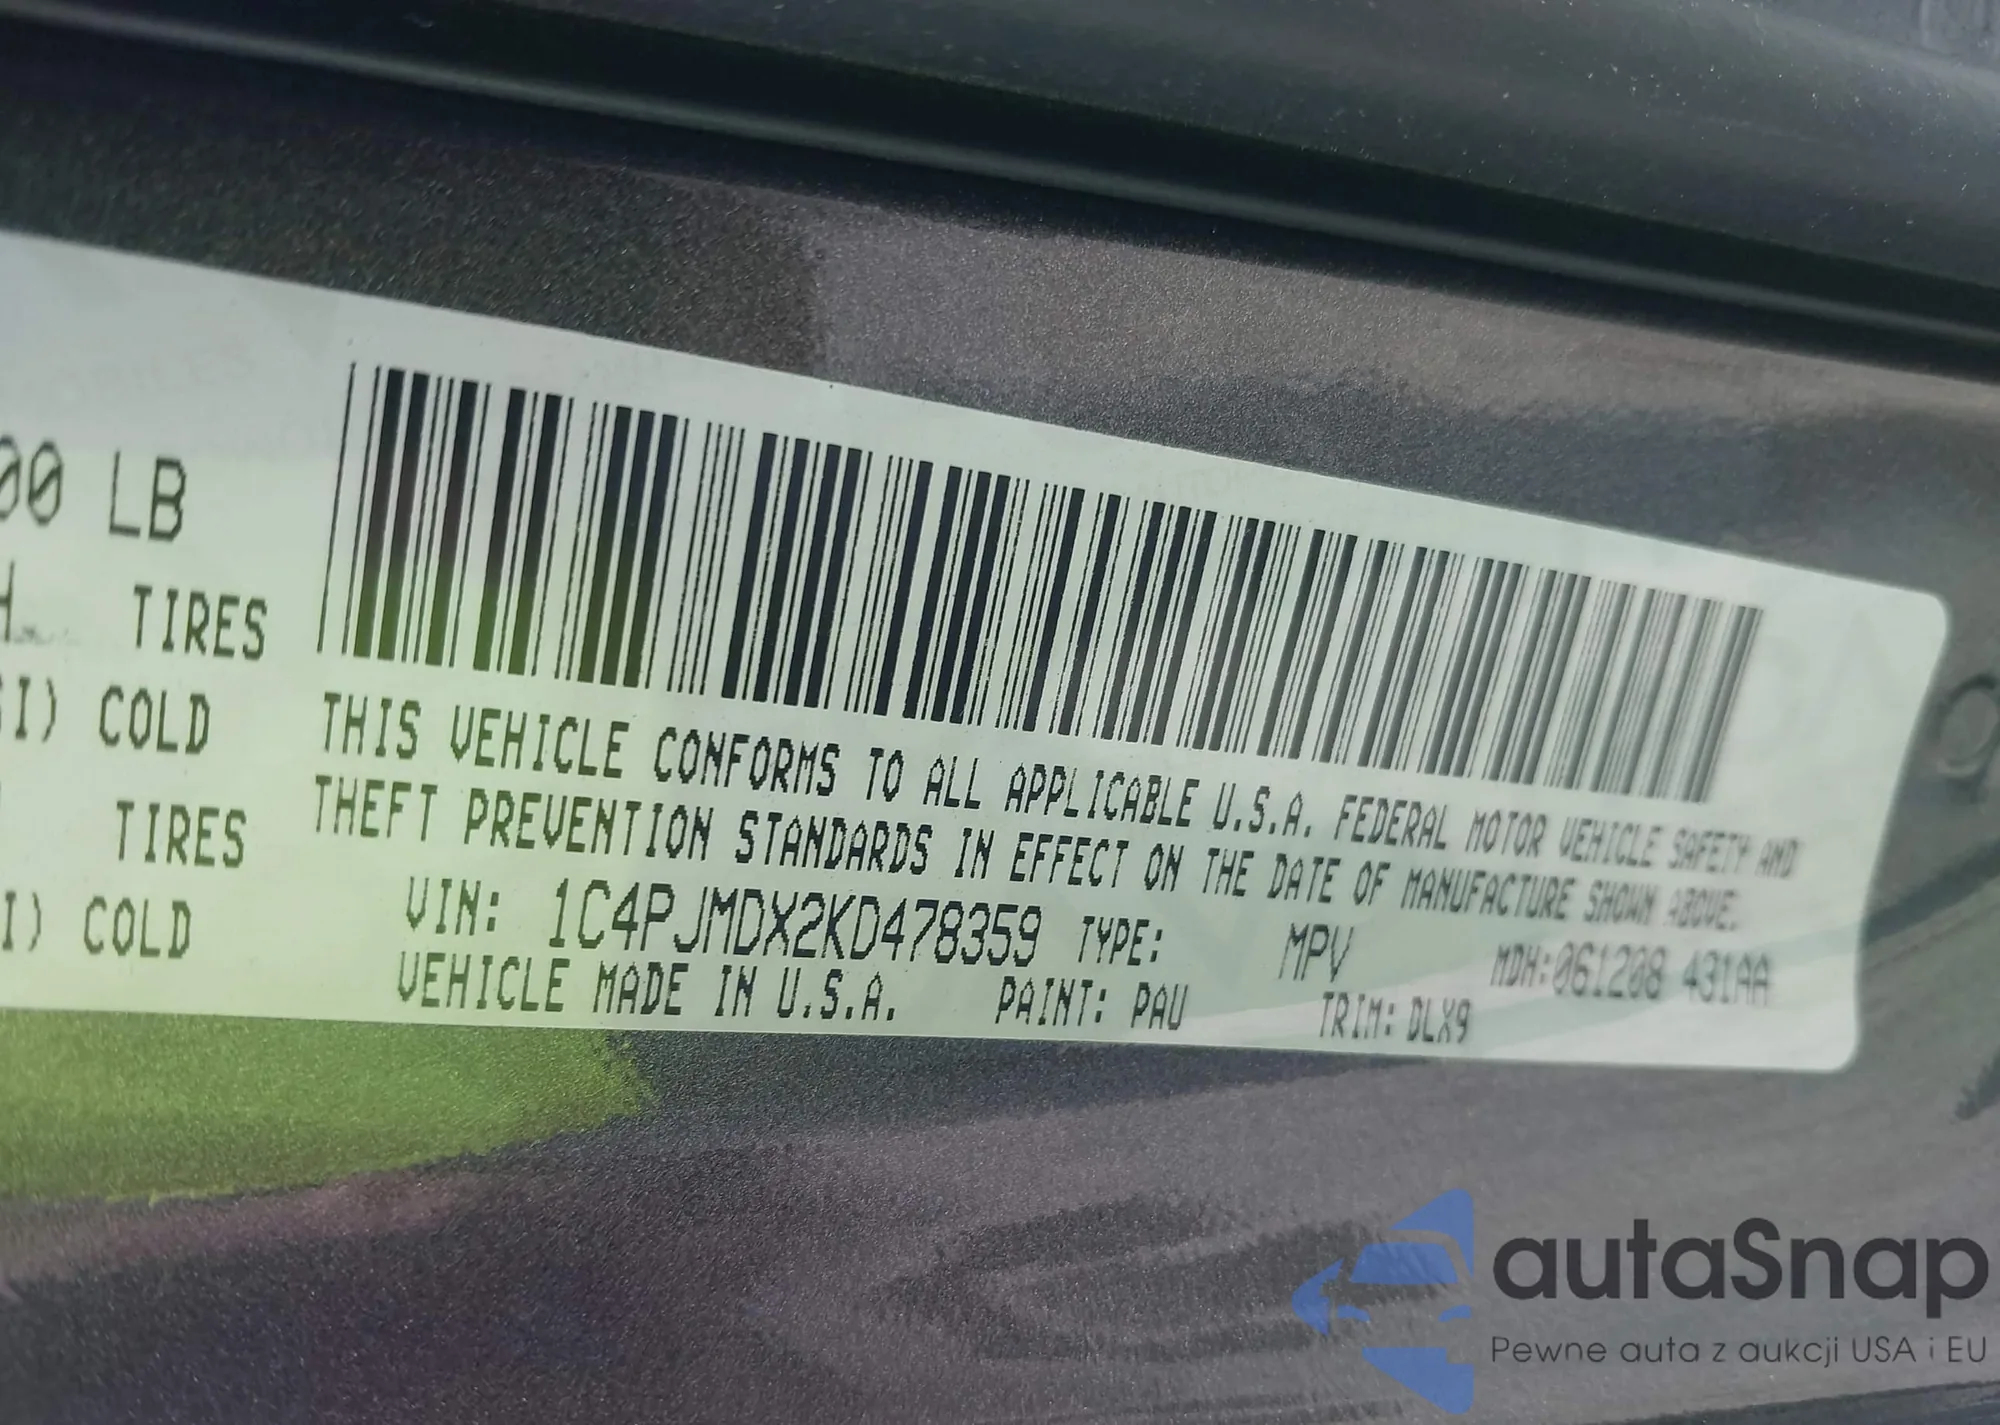 00 LB
H TIRES
SI) COLD
TIRES
I) COLD
THIS VEHICLE CONFORMS TO ALL APPLICABLE U.S.A. FEDERAL MOTOR VEHICLE SAFETY AND
THEFT PREVENTION STANDARDS IN EFFECT ON THE DATE OF MANUFACTURE SHOWN ABOVE.
VIN: 1C4PJMDX2KD478359 TYPE: MPV MDH:061208 431AA
VEHICLE MADE IN U.S.A. PAINT: PAU TRIM: DLX9
autaSnap
Pewne auta z aukcji USA i EU